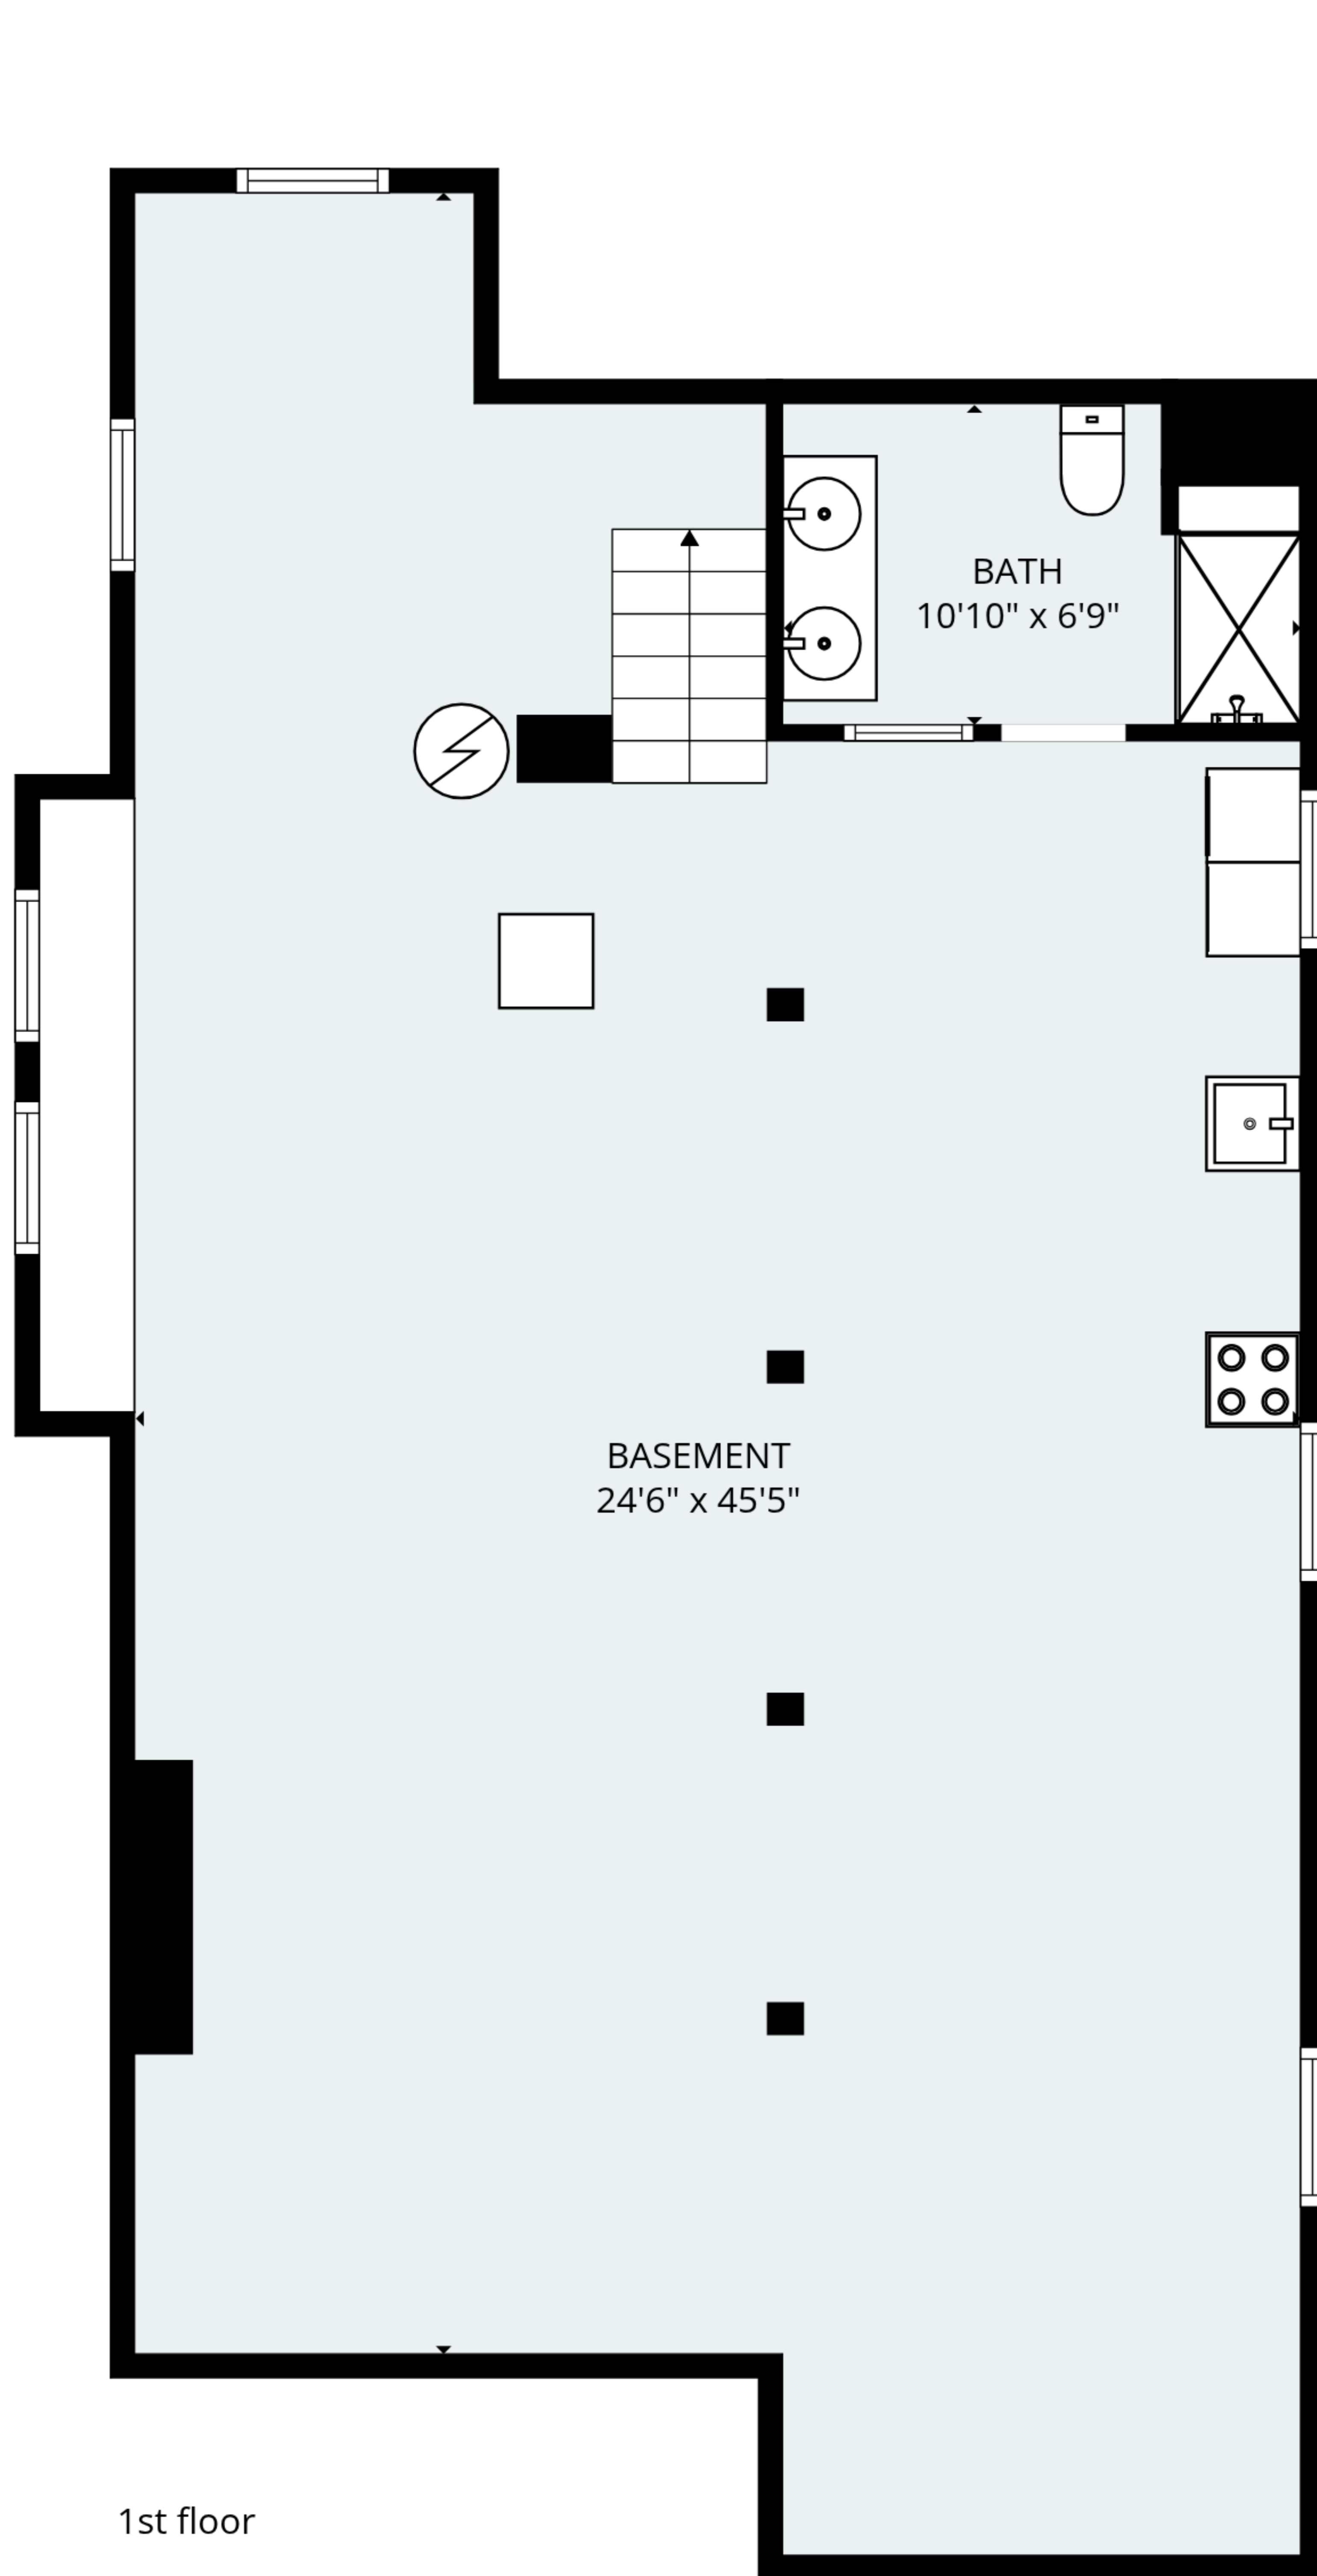 BATH
10'10" x 6'9"
BASEMENT
24'6" x 45'5"
1st floor